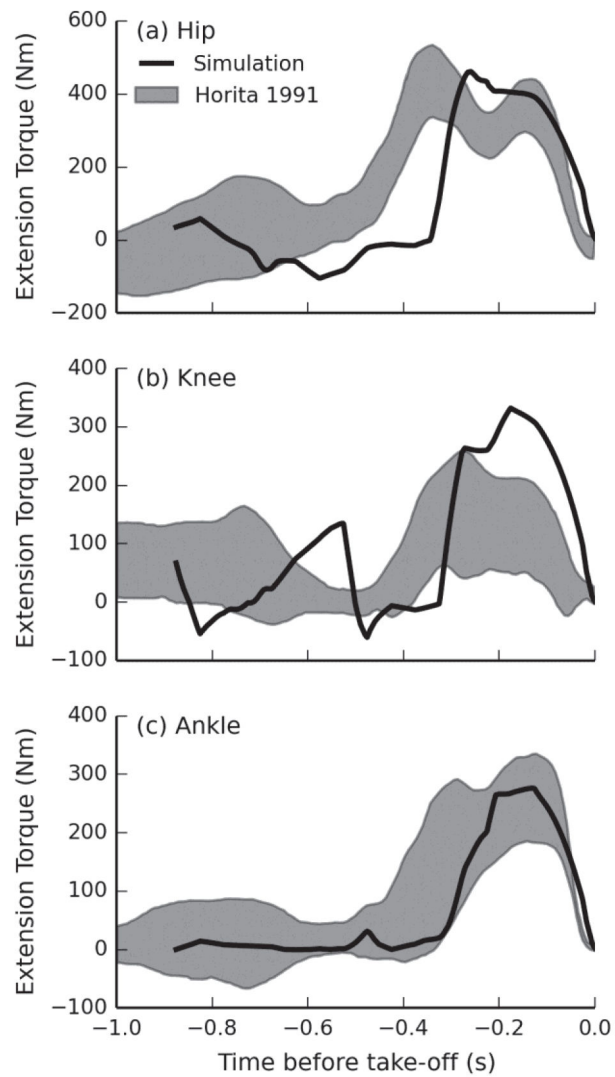 (a) Hip
Simulation
Horita 1991
Extension Torque (Nm)
600
400
200
0
−200
(b) Knee
Extension Torque (Nm)
400
300
200
100
0
−100
(c) Ankle
Extension Torque (Nm)
400
300
200
100
0
−100
−1.0 −0.8 −0.6 −0.4 −0.2 0.0
Time before take-off (s)